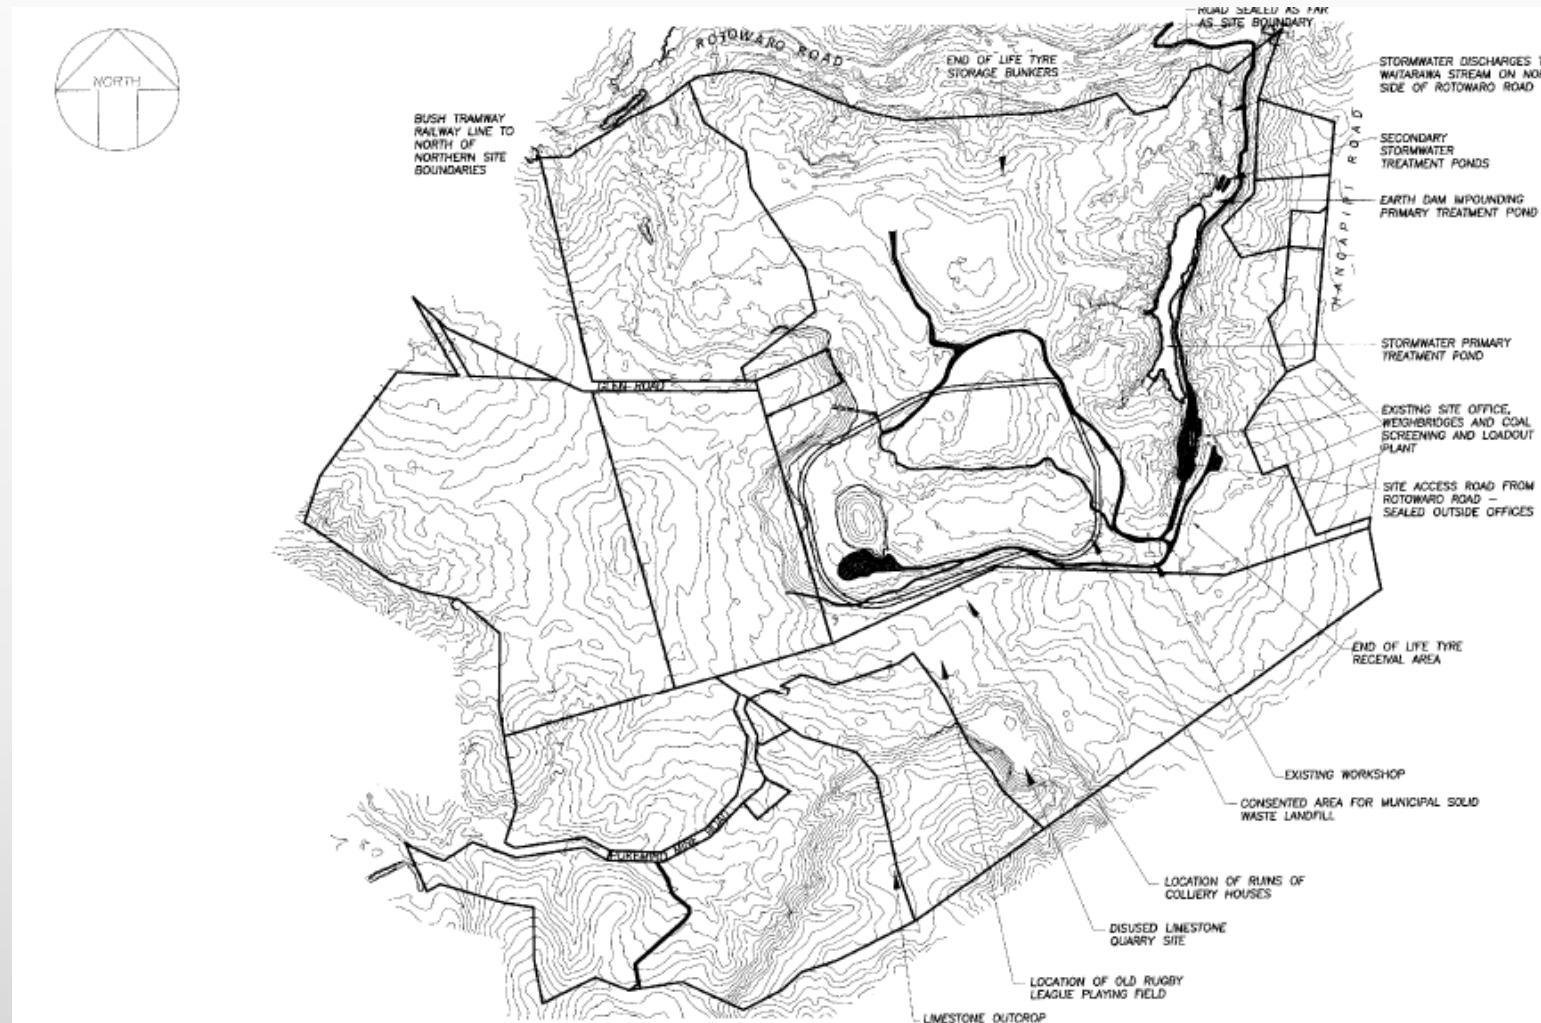 NORTH
ROAD SEALED AS FAR
AS SITE BOUNDARY
ROTOWARO ROAD
END OF LIFE TYRE
STORAGE BUNKERS
STORMWATER DISCHARGES
WAITARAWA STREAM ON
SIDE OF ROTOWARO ROAD
BUSH TRAMWAY
RAILWAY LINE TO
NORTH OF
NORTHERN SITE
BOUNDARIES
SECONDARY
STORMWATER
TREATMENT PONDS
EARTH DAM IMPOUNDING
PRIMARY TREATMENT POND
HANGAPIPI ROAD
STORMWATER PRIMARY
TREATMENT POND
GLEN ROAD
EXISTING SITE OFFICE,
WEIGHBRIDGES AND COAL
SCREENING AND LOADOUT
PLANT
SITE ACCESS ROAD FROM
ROTOWARO ROAD –
SEALED OUTSIDE OFFICES
END OF LIFE TYRE
RECEIVAL AREA
EXISTING WORKSHOP
CONSENTED AREA FOR MUNICIPAL SOLID
WASTE LANDFILL
PUKEMIRO MINE ROAD
LOCATION OF RUINS OF
COLLIERY HOUSES
DISUSED LIMESTONE
QUARRY SITE
LOCATION OF OLD RUGBY
LEAGUE PLAYING FIELD
LIMESTONE OUTCROP